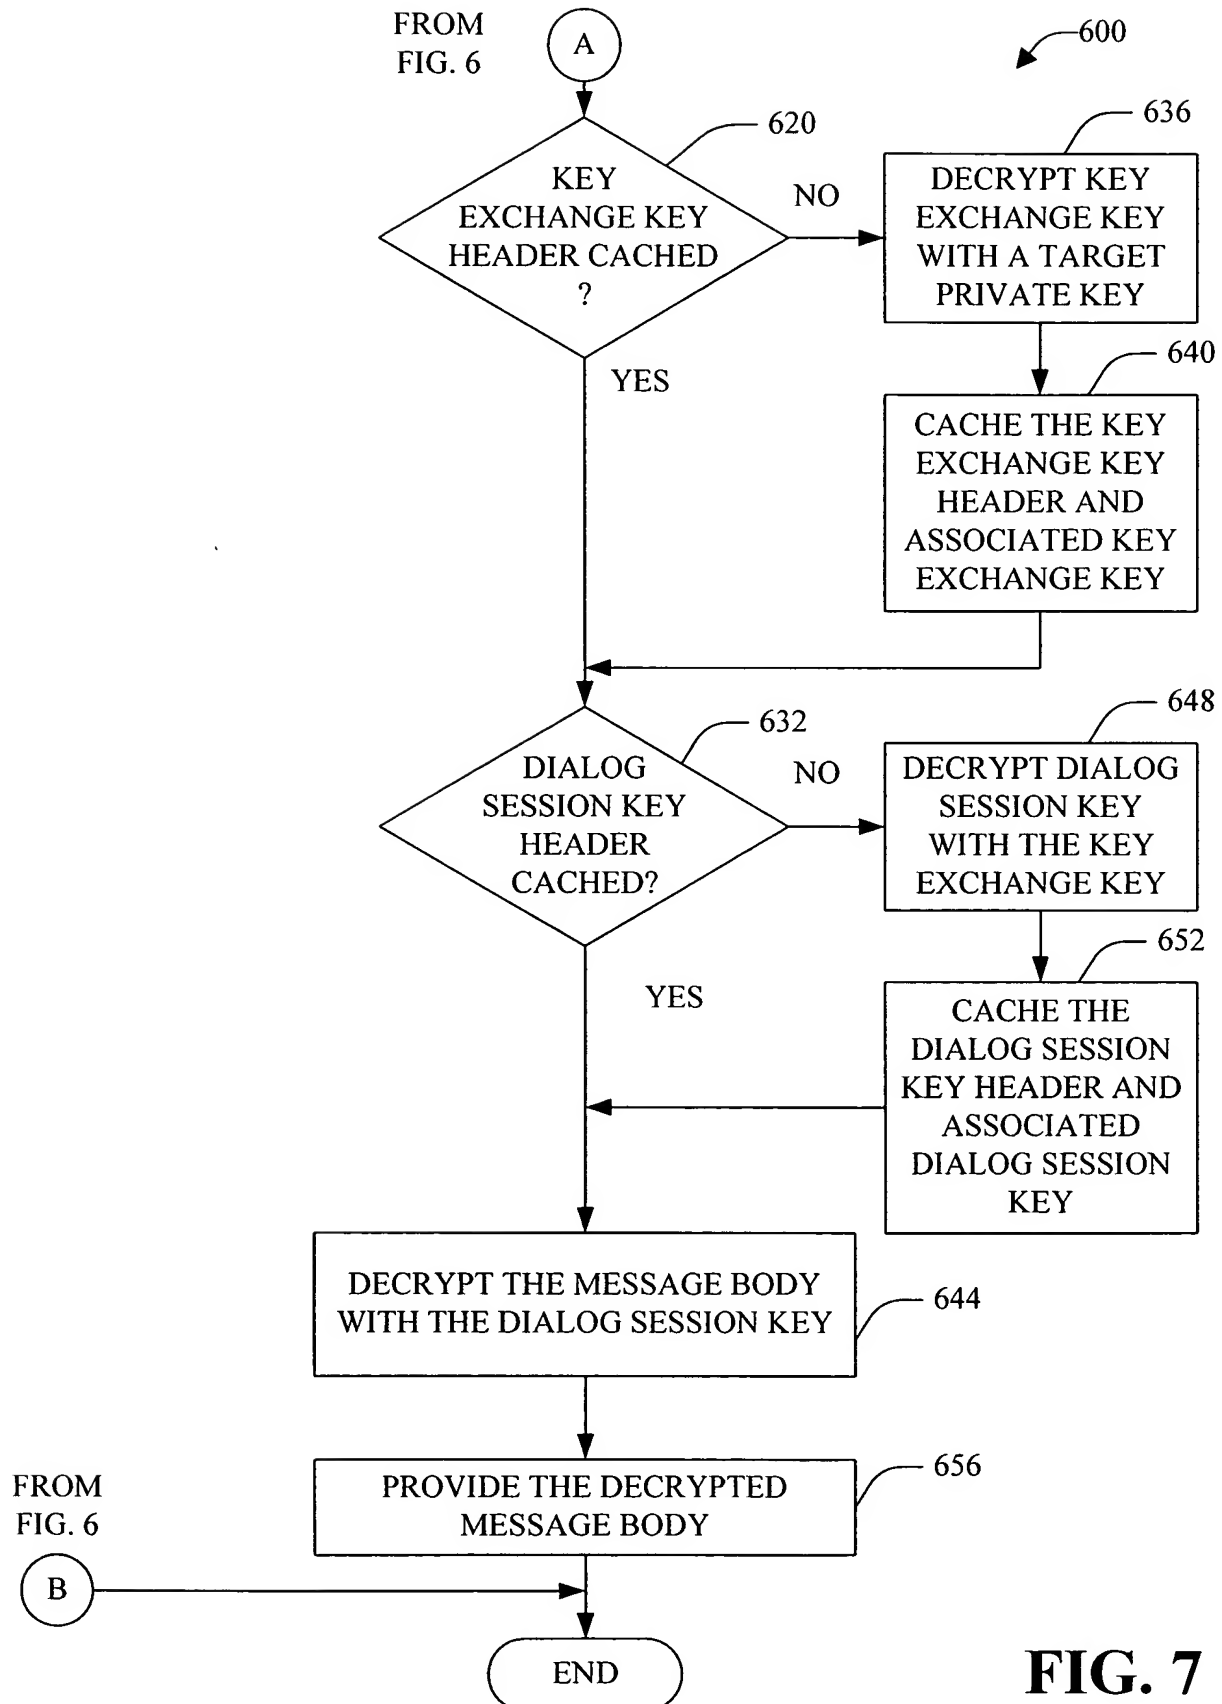 FROM
FIG. 6
A
600
620
KEY
EXCHANGE KEY
HEADER CACHED
?
NO
YES
636
DECRYPT KEY
EXCHANGE KEY
WITH A TARGET
PRIVATE KEY
640
CACHE THE KEY
EXCHANGE KEY
HEADER AND
ASSOCIATED KEY
EXCHANGE KEY
632
DIALOG
SESSION KEY
HEADER
CACHED?
NO
YES
648
DECRYPT DIALOG
SESSION KEY
WITH THE KEY
EXCHANGE KEY
652
CACHE THE
DIALOG SESSION
KEY HEADER AND
ASSOCIATED
DIALOG SESSION
KEY
DECRYPT THE MESSAGE BODY
WITH THE DIALOG SESSION KEY
644
PROVIDE THE DECRYPTED
MESSAGE BODY
656
FROM
FIG. 6
B
END
FIG. 7